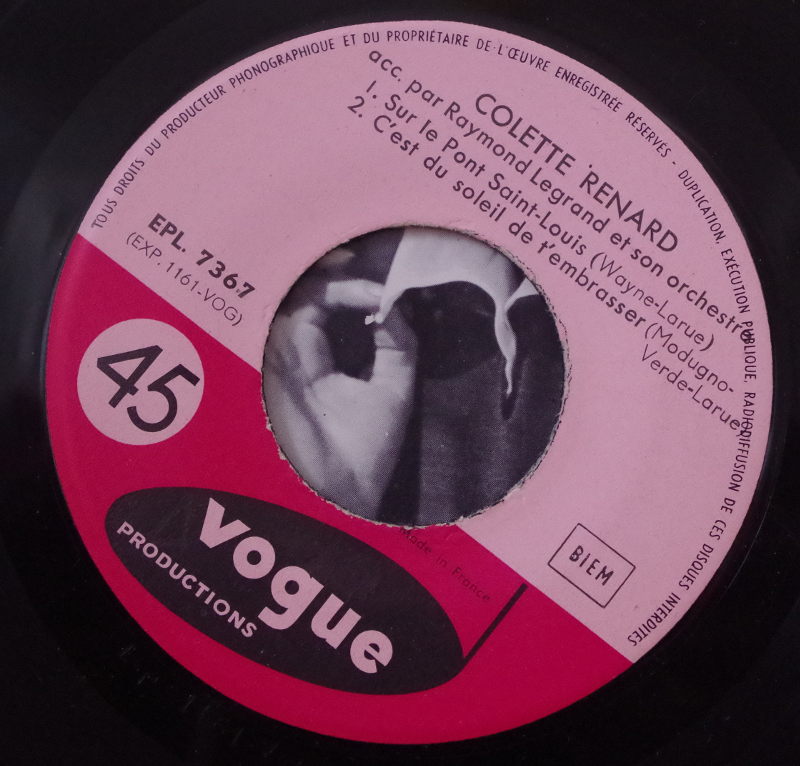 TOUS DROITS DU PRODUCTEUR PHONOGRAPHIQUE ET DU PROPRIÉTAIRE DE L'ŒUVRE ENREGISTRÉE RÉSERVÉS - DUPLICATION, EXÉCUTION PUBLIQUE, RADIODIFFUSION DE CES DISQUES INTERDITES
COLETTE RENARD
acc. par Raymond Legrand et son orchestre
1. Sur le Pont Saint-Louis (Wayne-Larue)
2. C'est du soleil de t'embrasser (Modugno-
Verde-Larue)
EPL. 7367
(EXP. 1161-VOG)
45
vogue
PRODUCTIONS
Made in France
BIEM